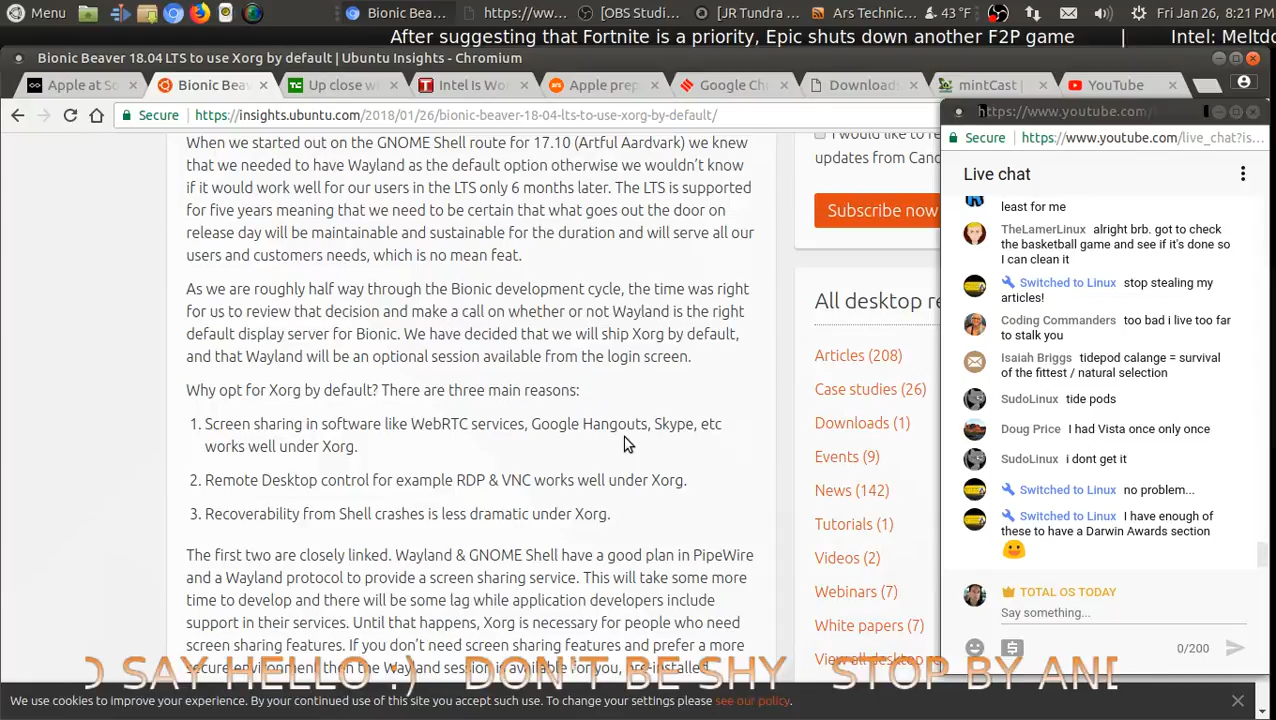 Menu
Bionic Bea...
https://ww...
[OBS Studi...
[JR Tundra ...
Ars Technic...
43 °F
Fri Jan 26, 8:21 PM
After suggesting that Fortnite is a priority, Epic shuts down another F2P game | Intel: Meltd
Bionic Beaver 18.04 LTS to use Xorg by default | Ubuntu Insights - Chromium
Apple at S
Bionic Bea
Up close w
Intel Is Wo
Apple prep
Google Ch
Downloads
mintCast |
YouTube
Secure https://insights.ubuntu.com/2018/01/26/bionic-beaver-18-04-lts-to-use-xorg-by-default/
When we started out on the GNOME Shell route for 17.10 (Artful Aardvark) we knew
that we needed to have Wayland as the default option otherwise we wouldn't know
if it would work well for our users in the LTS only 6 months later. The LTS is supported
for five years meaning that we need to be certain that what goes out the door on
release day will be maintainable and sustainable for the duration and will serve all our
users and customers needs, which is no mean feat.
As we are roughly half way through the Bionic development cycle, the time was right
for us to review that decision and make a call on whether or not Wayland is the right
default display server for Bionic. We have decided that we will ship Xorg by default,
and that Wayland will be an optional session available from the login screen.
Why opt for Xorg by default? There are three main reasons:
1. Screen sharing in software like WebRTC services, Google Hangouts, Skype, etc
works well under Xorg.
2. Remote Desktop control for example RDP & VNC works well under Xorg.
3. Recoverability from Shell crashes is less dramatic under Xorg.
The first two are closely linked. Wayland & GNOME Shell have a good plan in PipeWire
and a Wayland protocol to provide a screen sharing service. This will take some more
time to develop and there will be some lag while application developers include
support in their services. Until that happens, Xorg is necessary for people who need
screen sharing features. If you don't need screen sharing features and prefer a more
secure environment then the Wayland session is available for you, pre-installed.
I would like to re
updates from Cano
Subscribe now
All desktop re
Articles (208)
Case studies (26)
Downloads (1)
Events (9)
News (142)
Tutorials (1)
Videos (2)
Webinars (7)
White papers (7)
View all desktop
https://www.youtube.com/
Secure https://www.youtube.com/live_chat?is...
Live chat
least for me
TheLamerLinux alright brb. got to check
the basketball game and see if it's done so
I can clean it
Switched to Linux stop stealing my
articles!
Coding Commanders too bad i live too far
to stalk you
Isaiah Briggs tidepod calange = survival
of the fittest / natural selection
SudoLinux tide pods
Doug Price I had Vista once only once
SudoLinux i dont get it
Switched to Linux no problem...
Switched to Linux I have enough of
these to have a Darwin Awards section
TOTAL OS TODAY
Say something...
0/200
SAY HELLO :) DON'T BE SHY STOP BY AND
We use cookies to improve your experience. By your continued use of this site you accept such use. To change your settings please see our policy.